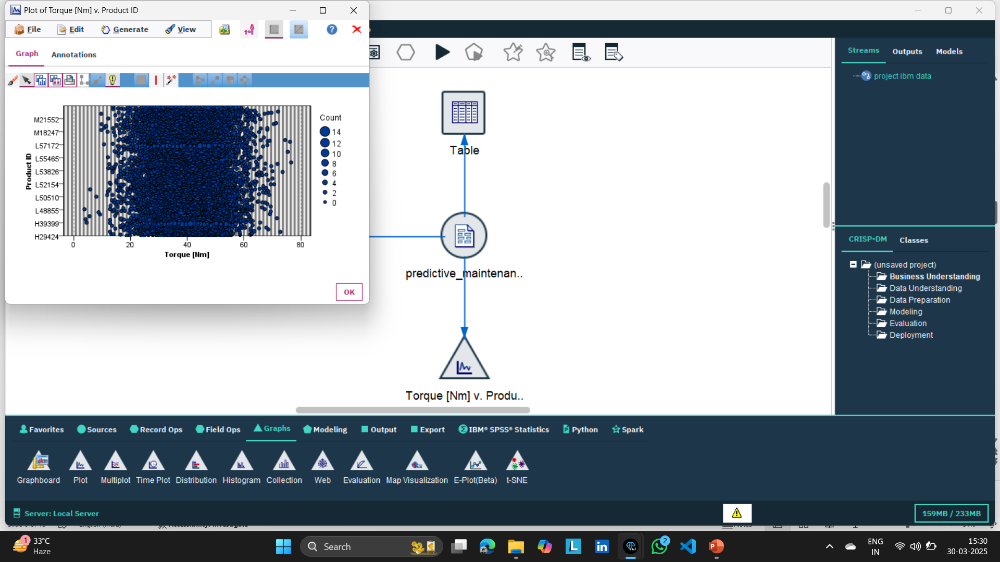 Plot of Torque [Nm] v. Product ID
File Edit Generate View
Graph Annotations
M21552
M18247
L57172
L55465
L53826
L52154
L50510
L48855
H39399
H29424
Product ID
0 20 40 60 80
Torque [Nm]
Count
14
12
10
8
6
4
2
0
OK
Table
predictive_maintenan..
Torque [Nm] v. Produ..
Streams Outputs Models
project ibm data
CRISP-DM Classes
(unsaved project)
Business Understanding
Data Understanding
Data Preparation
Modeling
Evaluation
Deployment
Favorites Sources Record Ops Field Ops Graphs Modeling Output Export IBM® SPSS® Statistics Python Spark
Graphboard Plot Multiplot Time Plot Distribution Histogram Collection Web Evaluation Map Visualization E-Plot(Beta) t-SNE
Server: Local Server
159MB / 233MB
1
33°C
Haze
Search
2
ENG
IN
15:30
30-03-2025